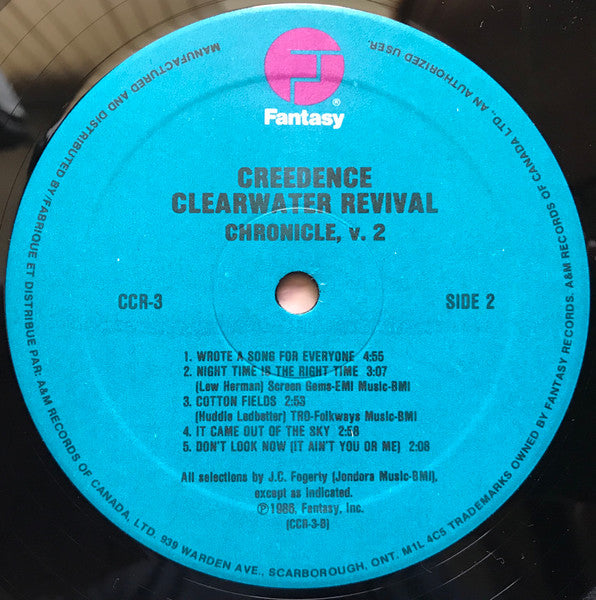 Fantasy®
CREEDENCE
CLEARWATER REVIVAL
CHRONICLE, v. 2
CCR-3
SIDE 2
1. WROTE A SONG FOR EVERYONE 4:55
2. NIGHT TIME IS THE RIGHT TIME 3:07
(Lew Herman) Screen Gems-EMI Music-BMI
3. COTTON FIELDS 2:53
(Huddie Ledbetter) TRO-Folkways Music-BMI
4. IT CAME OUT OF THE SKY 2:56
5. DON'T LOOK NOW (IT AIN'T YOU OR ME) 2:08
All selections by J.C. Fogerty (Jondora Music-BMI),
except as indicated.
Ⓟ1986, Fantasy, Inc.
(CCR-3-B)
MANUFACTURED AND DISTRIBUTED BY/FABRIQUE ET DISTRIBUE PAR: A&M RECORDS OF CANADA, LTD. 939 WARDEN AVE., SCARBOROUGH, ONT. M1L 4C5 TRADEMARKS OWNED BY FANTASY RECORDS. A&M RECORDS OF CANADA LTD., AN AUTHORIZED USER.